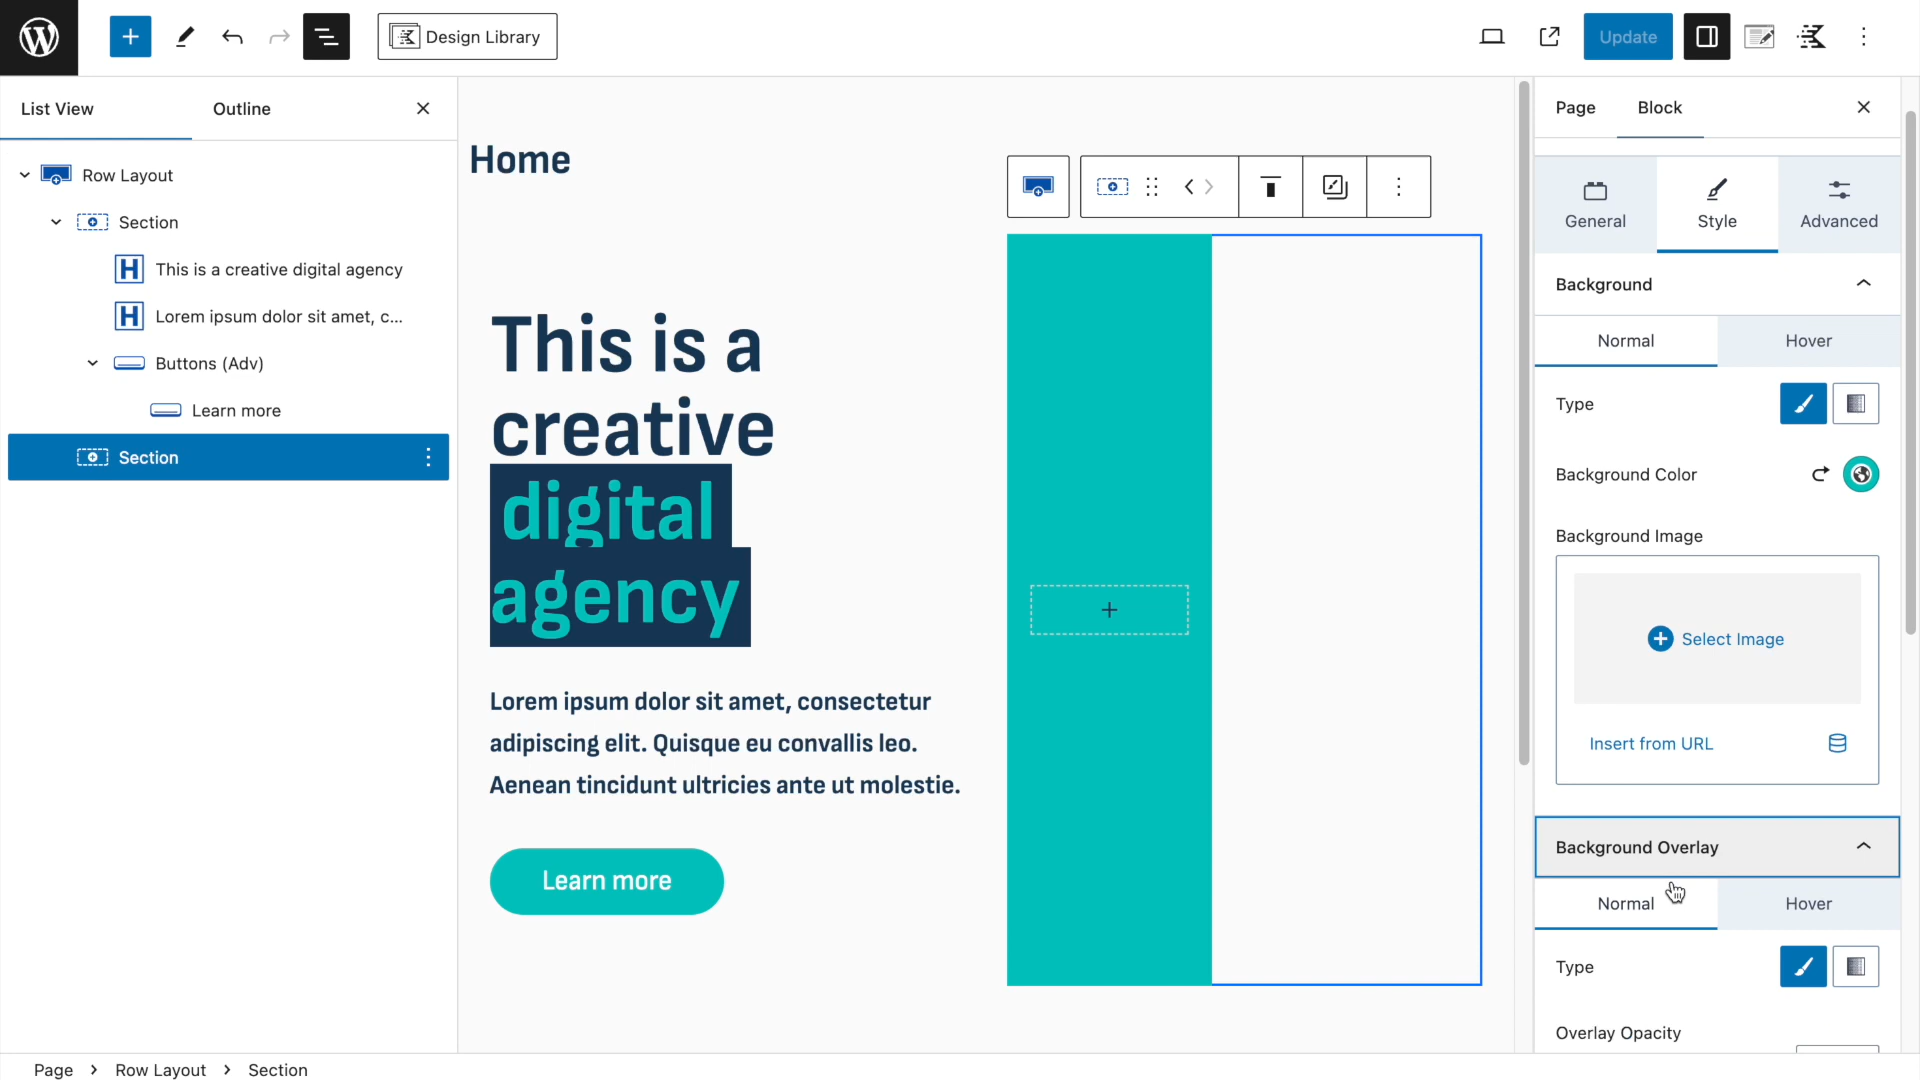 Design Library
Update
List View
Outline
Row Layout
Section
H This is a creative digital agency
H Lorem ipsum dolor sit amet, c...
Buttons (Adv)
Learn more
Section
Home
This is a
creative
digital
agency
Lorem ipsum dolor sit amet, consectetur
adipiscing elit. Quisque eu convallis leo.
Aenean tincidunt ultricies ante ut molestie.
Learn more
Page
Block
General
Style
Advanced
Background
Normal
Hover
Type
Background Color
Background Image
Select Image
Insert from URL
Background Overlay
Normal
Hover
Type
Overlay Opacity
Page > Row Layout > Section